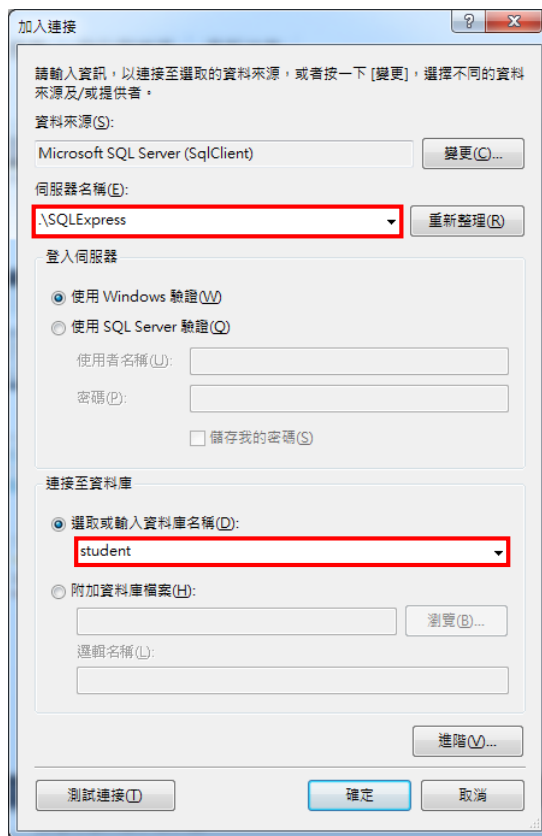 加入連接
請輸入資訊，以連接至選取的資料來源，或者按一下 [變更]，選擇不同的資料
來源及/或提供者。
資料來源(S):
Microsoft SQL Server (SqlClient)
變更(C)...
伺服器名稱(E):
.\SQLExpress
重新整理(R)
登入伺服器
使用 Windows 驗證(W)
使用 SQL Server 驗證(Q)
使用者名稱(U):
密碼(P):
儲存我的密碼(S)
連接至資料庫
選取或輸入資料庫名稱(D):
student
附加資料庫檔案(H):
瀏覽(B)...
邏輯名稱(L):
進階(V)...
測試連接(T)
確定
取消